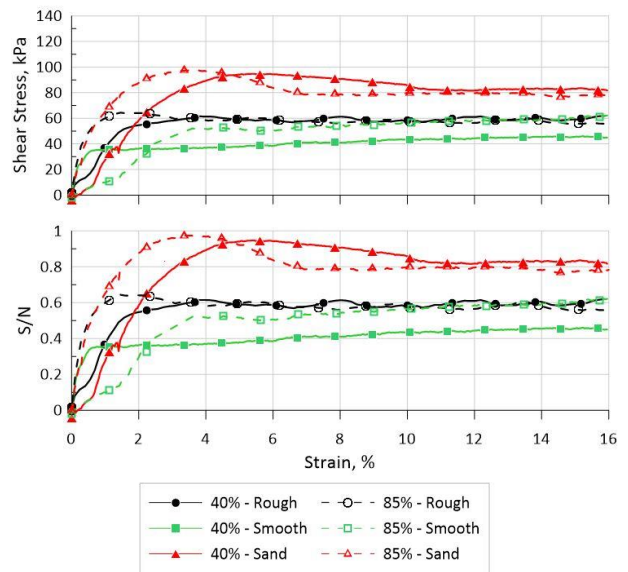 140
120
100
80
60
40
20
0
Shear Stress, kPa
1
0.8
0.6
0.4
0.2
0
S/N
0 2 4 6 8 10 12 14 16
Strain, %
40% - Rough 85% - Rough
40% - Smooth 85% - Smooth
40% - Sand 85% - Sand